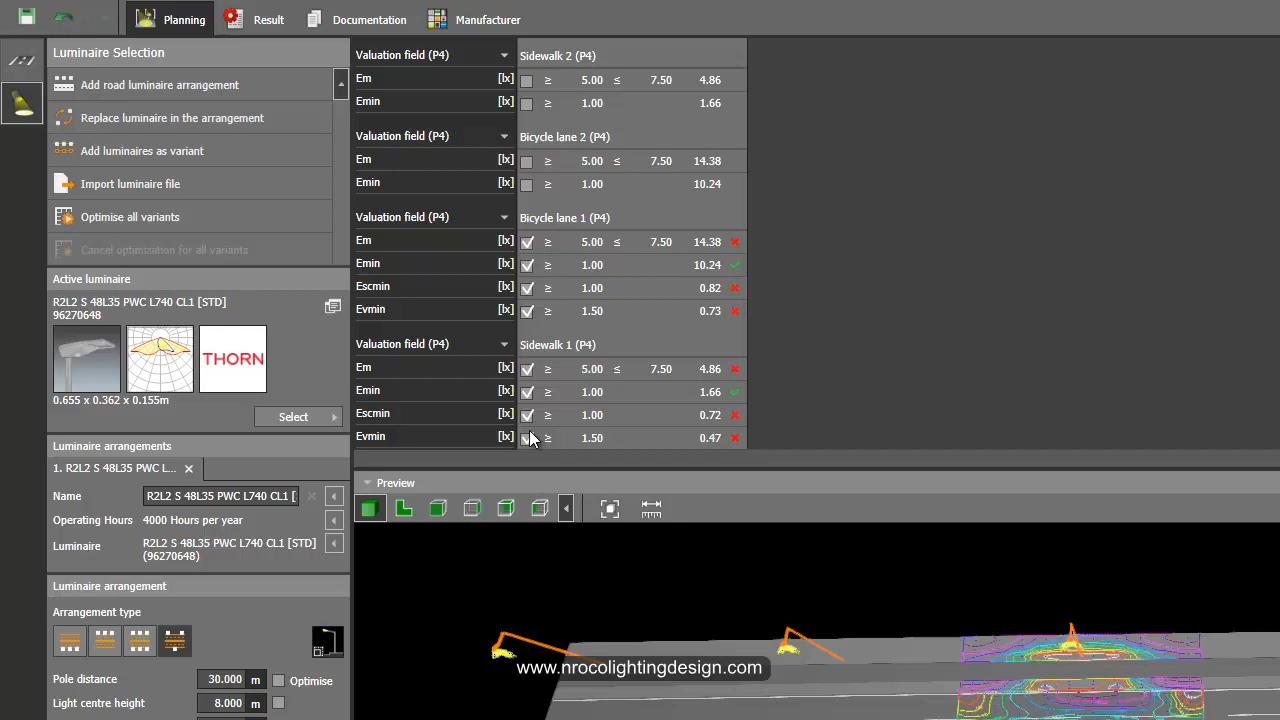 Planning Result Documentation Manufacturer
Luminaire Selection
Add road luminaire arrangement
Replace luminaire in the arrangement
Add luminaires as variant
Import luminaire file
Optimise all variants
Cancel optimization for all variants
Active luminaire
R2L2 S 48L35 PWC L740 CL1 [STD]
96270648
THORN
0.655 x 0.362 x 0.155m
Select
Luminaire arrangements
1. R2L2 S 48L35 PWC L...
Name R2L2 S 48L35 PWC L740 CL1 [
Operating Hours 4000 Hours per year
Luminaire R2L2 S 48L35 PWC L740 CL1 [STD]
(96270648)
Luminaire arrangement
Arrangement type
Pole distance 30.000 m Optimise
Light centre height 8.000 m
Valuation field (P4) Sidewalk 2 (P4)
Em [lx] ≥ 5.00 ≤ 7.50 4.86
Emin [lx] ≥ 1.00 1.66
Valuation field (P4) Bicycle lane 2 (P4)
Em [lx] ≥ 5.00 ≤ 7.50 14.38
Emin [lx] ≥ 1.00 10.24
Valuation field (P4) Bicycle lane 1 (P4)
Em [lx] ≥ 5.00 ≤ 7.50 14.38
Emin [lx] ≥ 1.00 10.24
Escmin [lx] ≥ 1.00 0.82
Evmin [lx] ≥ 1.50 0.73
Valuation field (P4) Sidewalk 1 (P4)
Em [lx] ≥ 5.00 ≤ 7.50 4.86
Emin [lx] ≥ 1.00 1.66
Escmin [lx] ≥ 1.00 0.72
Evmin [lx] ≥ 1.50 0.47
Preview
www.nrocolightingdesign.com